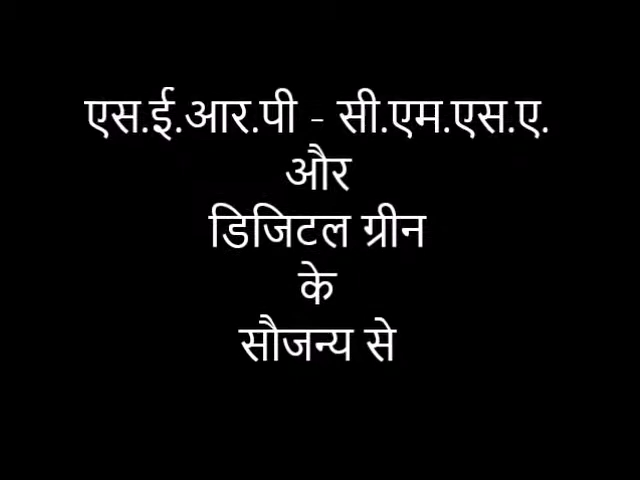 एस.ई.आर.पी - सी.एम.एस.ए.
और
डिजिटल ग्रीन
के
सौजन्य से